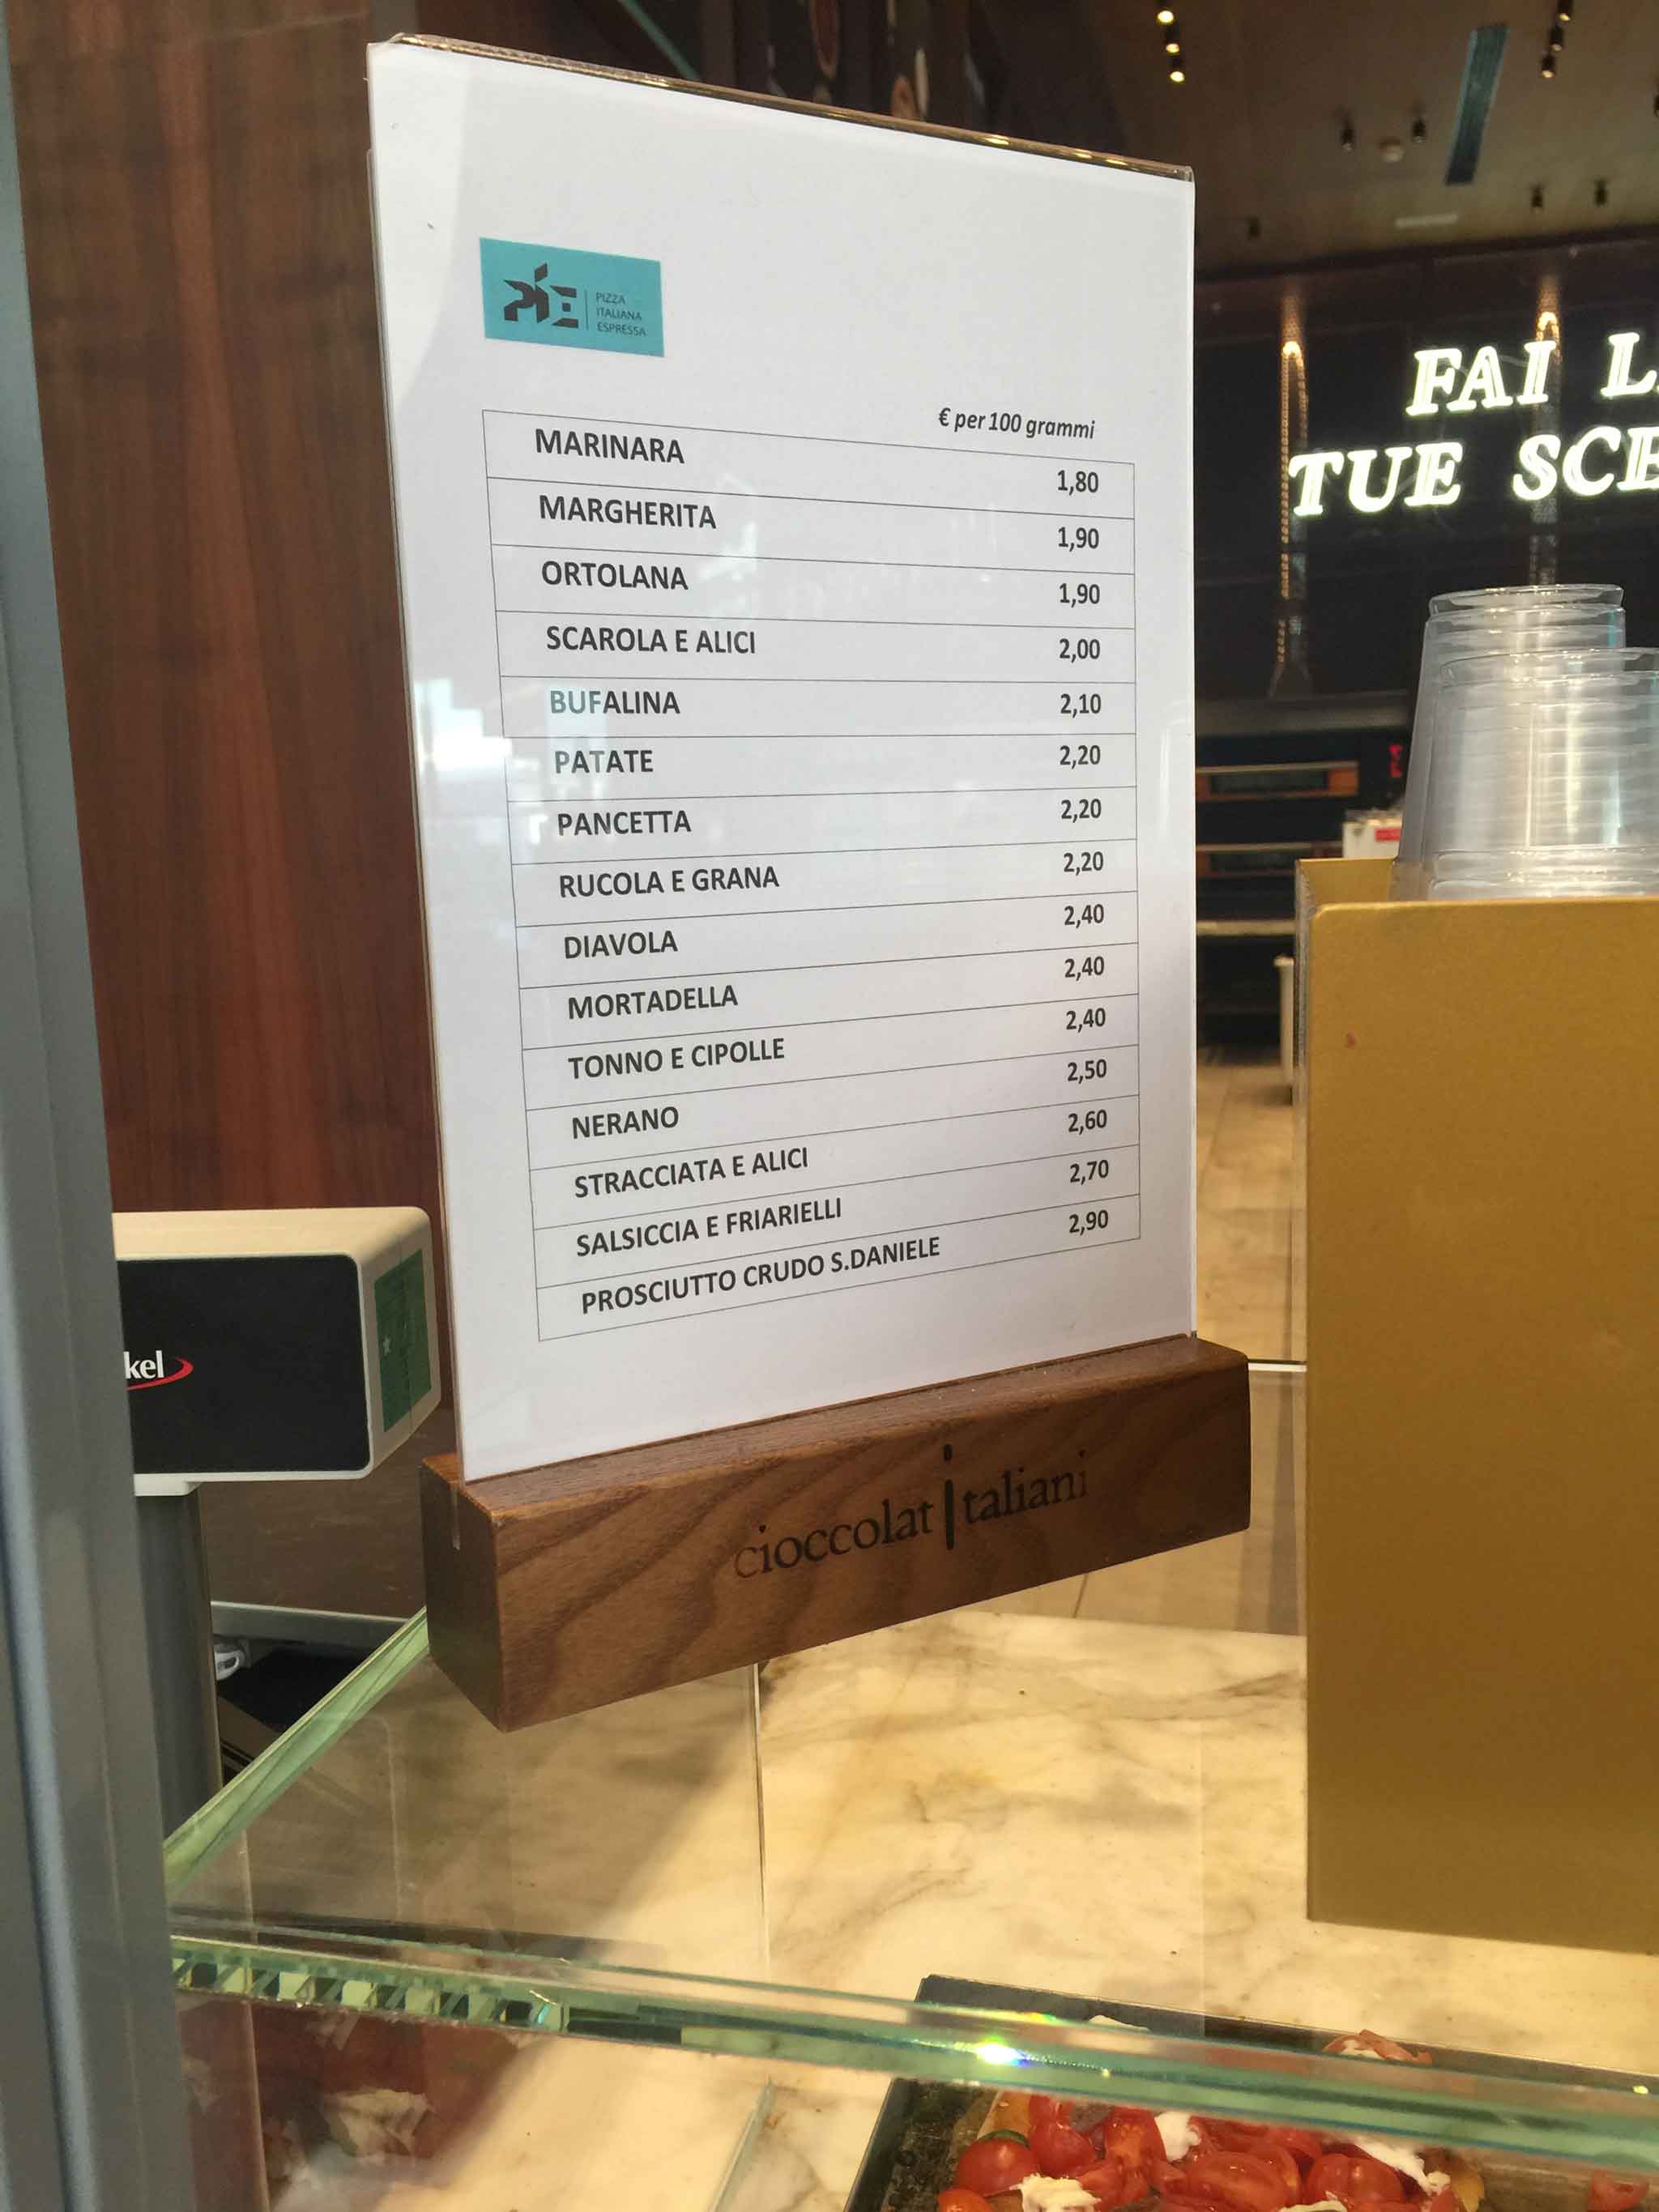 PIE
PIZZA
ITALIANA
ESPRESSA
€ per 100 grammi
MARINARA 1,80
MARGHERITA 1,90
ORTOLANA 1,90
SCAROLA E ALICI 2,00
BUFALINA 2,10
PATATE 2,20
PANCETTA 2,20
RUCOLA E GRANA 2,20
DIAVOLA 2,40
MORTADELLA 2,40
TONNO E CIPOLLE 2,40
NERANO 2,50
STRACCIATA E ALICI 2,60
SALSICCIA E FRIARIELLI 2,70
PROSCIUTTO CRUDO S.DANIELE 2,90
cioccolatitaliani
FAI L
TUE SCE
kel